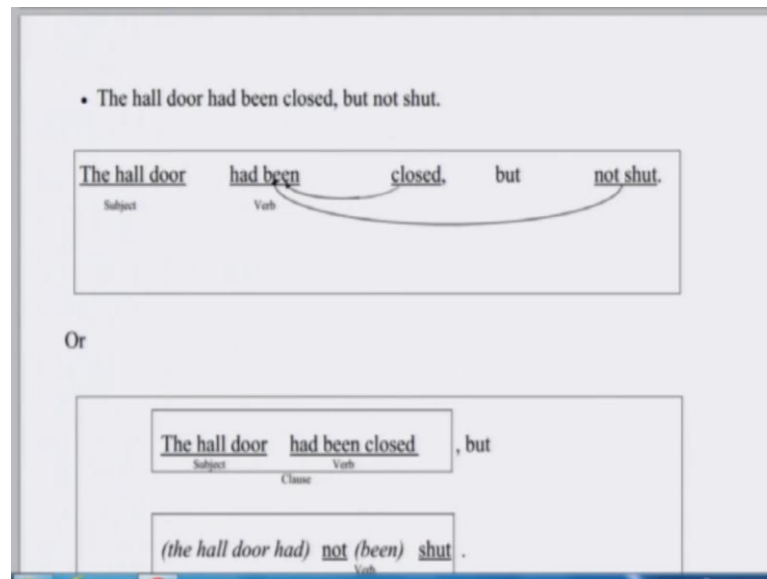 • The hall door had been closed, but not shut.
The hall door had been closed, but not shut.
Subject Verb
Or
The hall door had been closed , but
Subject Verb
Clause
(the hall door had) not (been) shut .
Verb